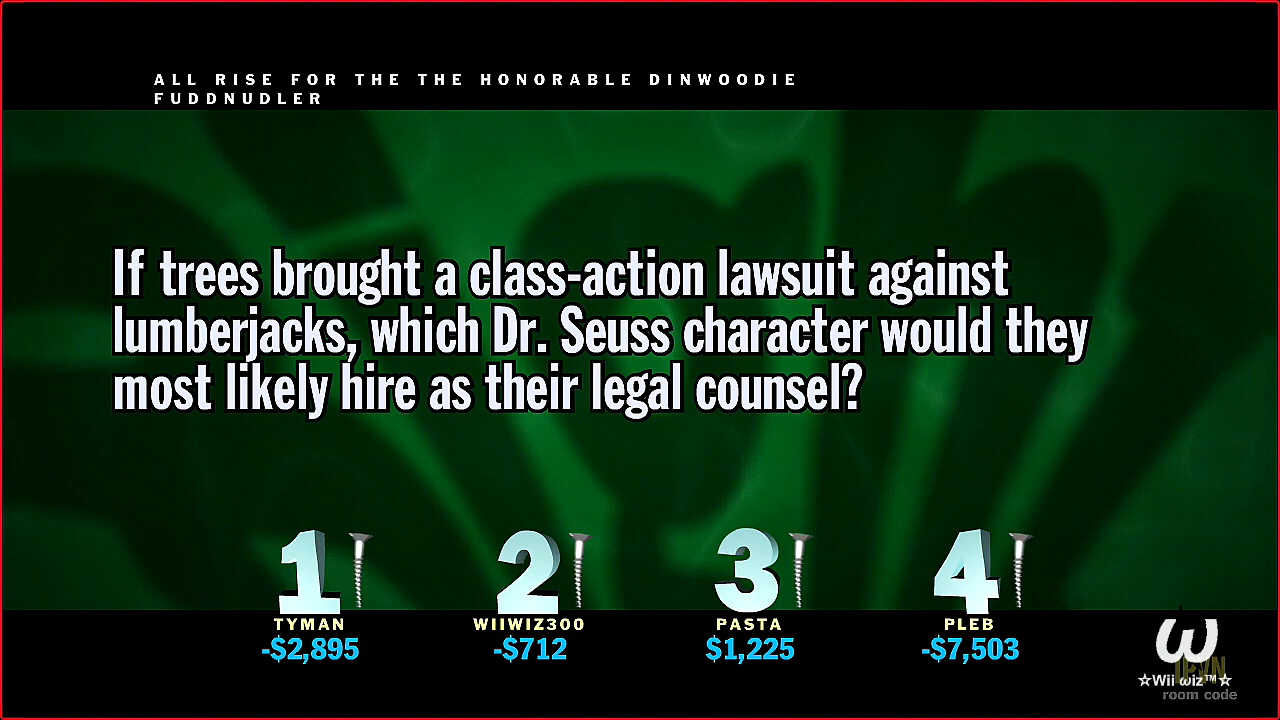 ALL RISE FOR THE THE HONORABLE DINWOODIE
FUDDNUDLER
If trees brought a class-action lawsuit against
lumberjacks, which Dr. Seuss character would they
most likely hire as their legal counsel?
1 2 3 4
TYMAN WIIWIZ300 PASTA PLEB
-$2,895 -$712 $1,225 -$7,503
☆Wii ωiz™☆
room code